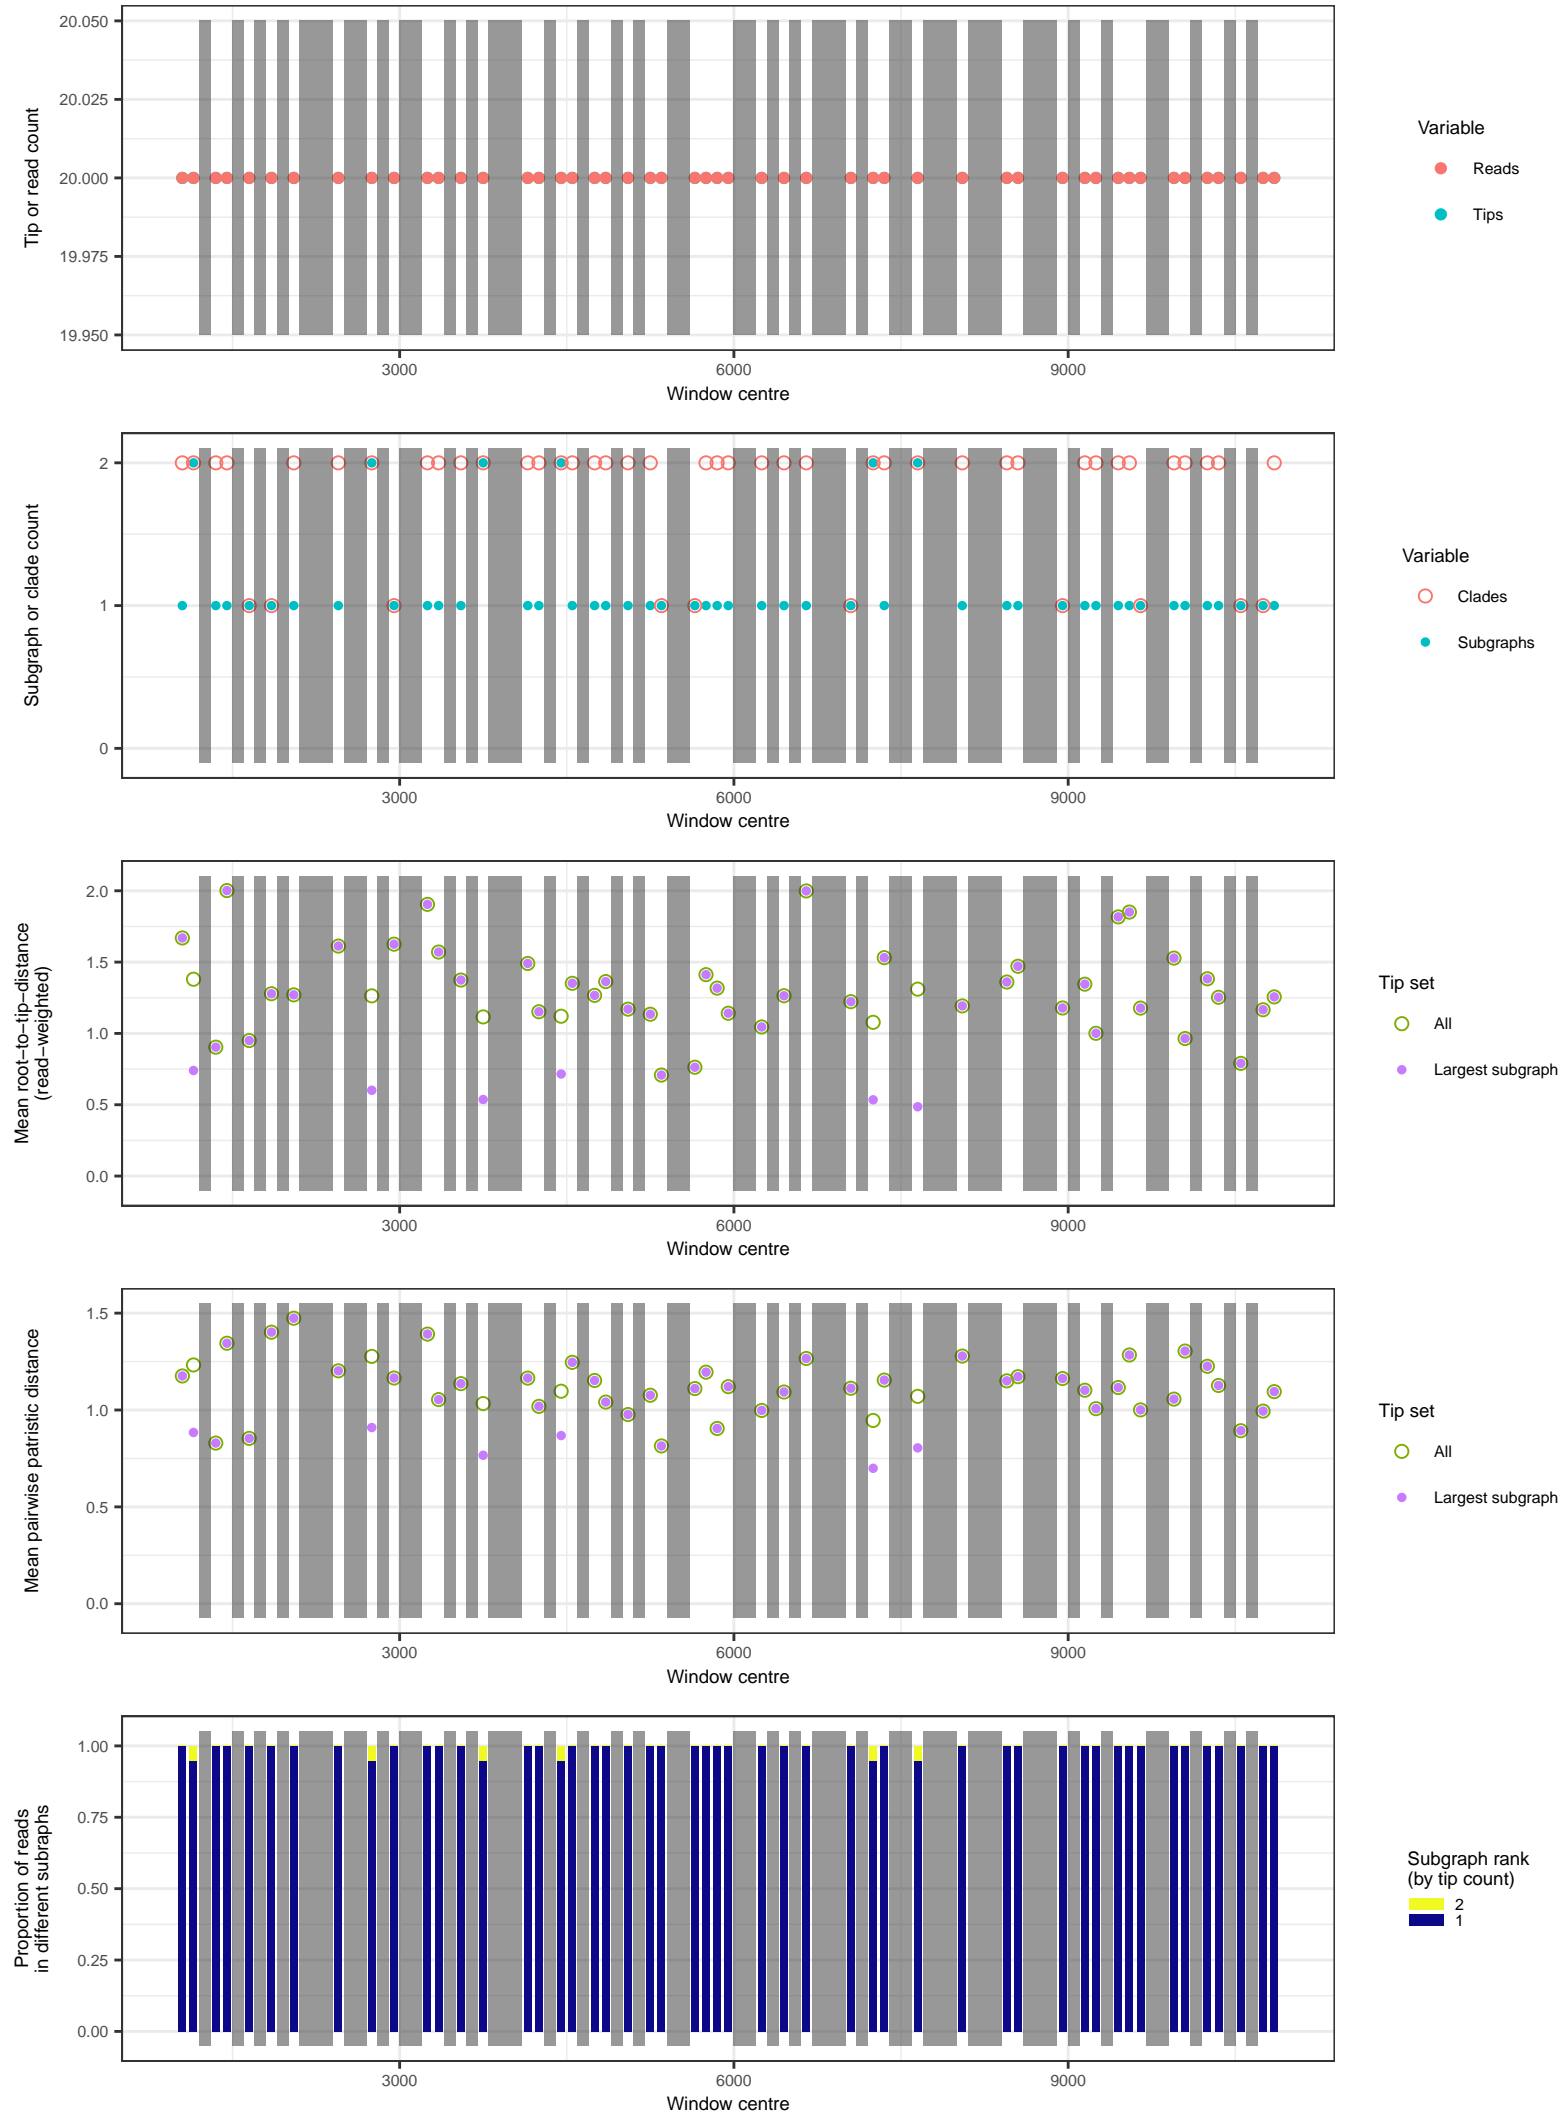 20.050
20.025
20.000
19.975
19.950
Tip or read count
3000
6000
9000
Window centre
Variable
Reads
Tips
2
1
0
Subgraph or clade count
3000
6000
9000
Window centre
Variable
Clades
Subgraphs
2.0
1.5
1.0
0.5
0.0
Mean root−to−tip−distance
(read−weighted)
3000
6000
9000
Window centre
Tip set
All
Largest subgraph
1.5
1.0
0.5
0.0
Mean pairwise patristic distance
3000
6000
9000
Window centre
Tip set
All
Largest subgraph
1.00
0.75
0.50
0.25
0.00
Proportion of reads
in different subraphs
3000
6000
9000
Window centre
Subgraph rank
(by tip count)
2
1